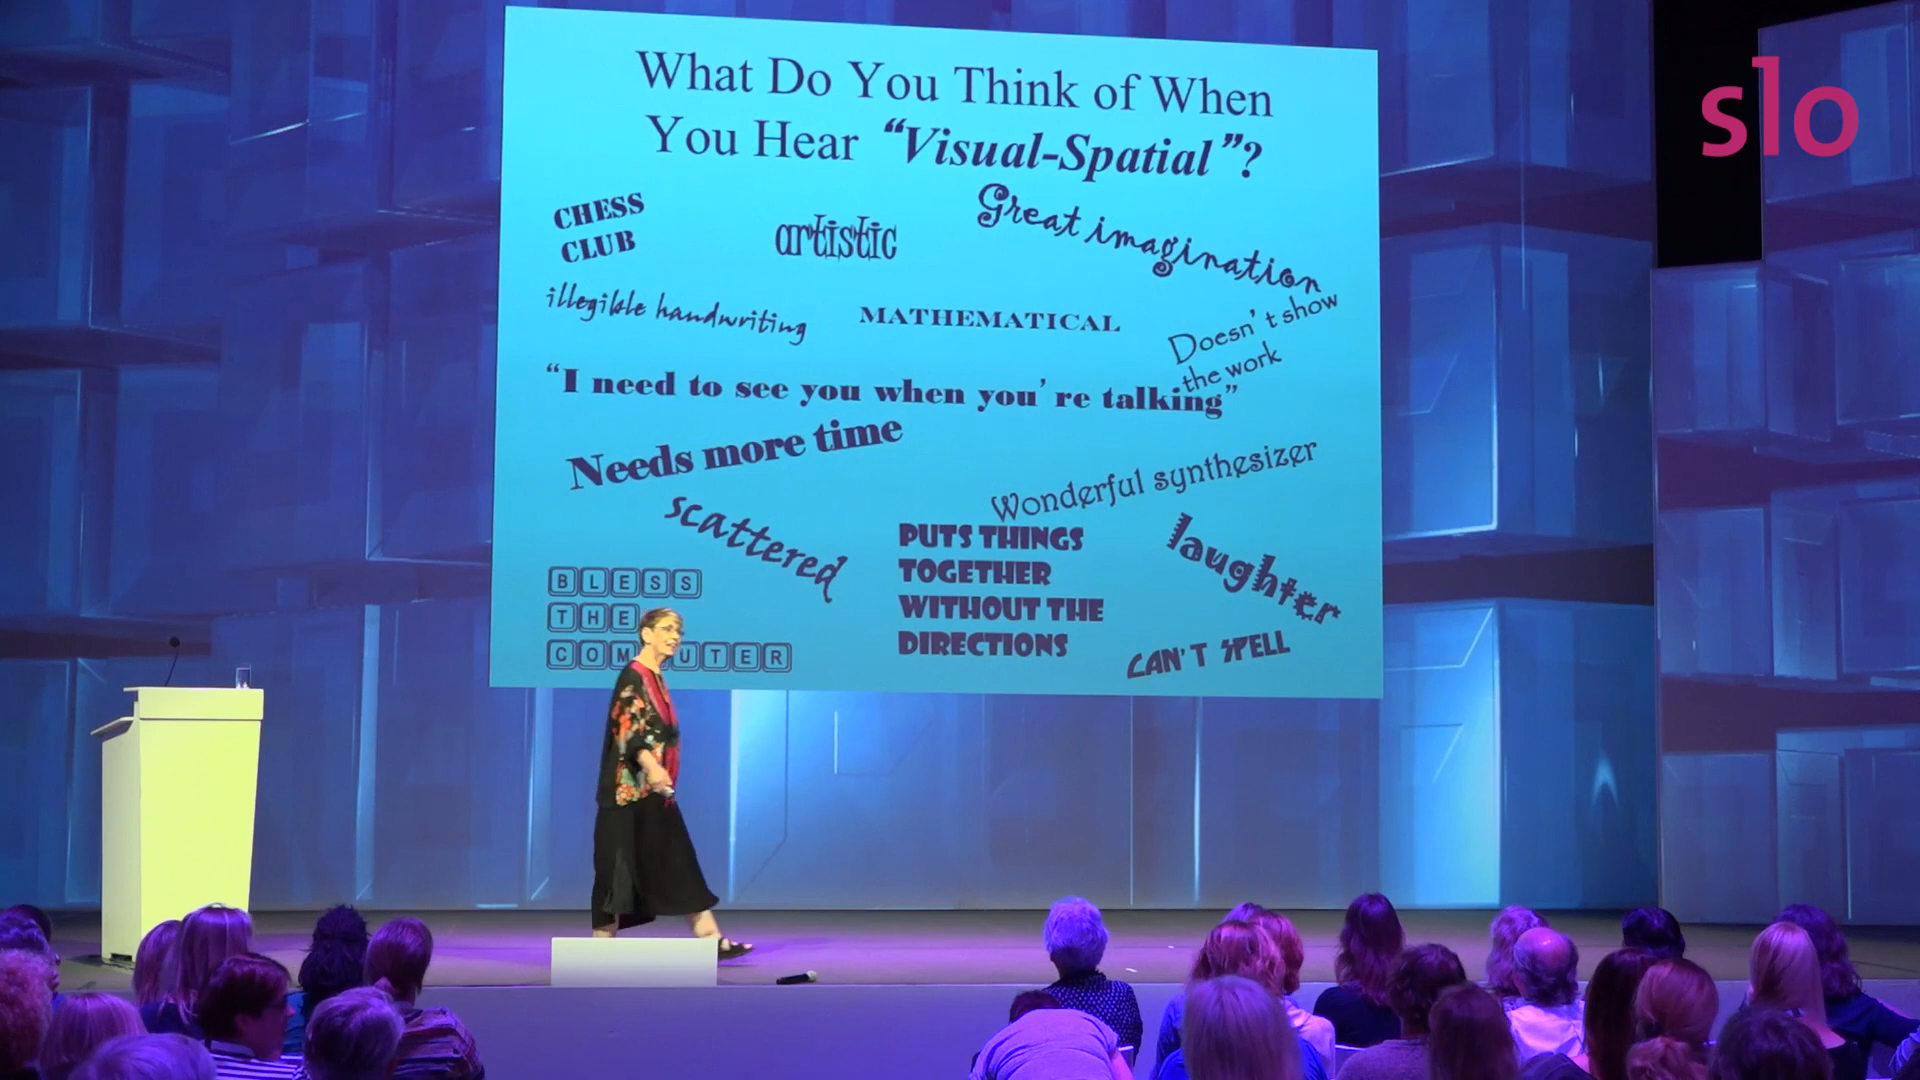 What Do You Think of When
You Hear “Visual-Spatial”?
slo
CHESS
CLUB
artistic
Great imagination
illegible handwriting
MATHEMATICAL
Doesn’t show
the work
“I need to see you when you’re talking”
Needs more time
Wonderful synthesizer
scattered
PUTS THINGS
TOGETHER
WITHOUT THE
DIRECTIONS
laughter
BLESS
THE
COMPUTER
CAN’T SPELL